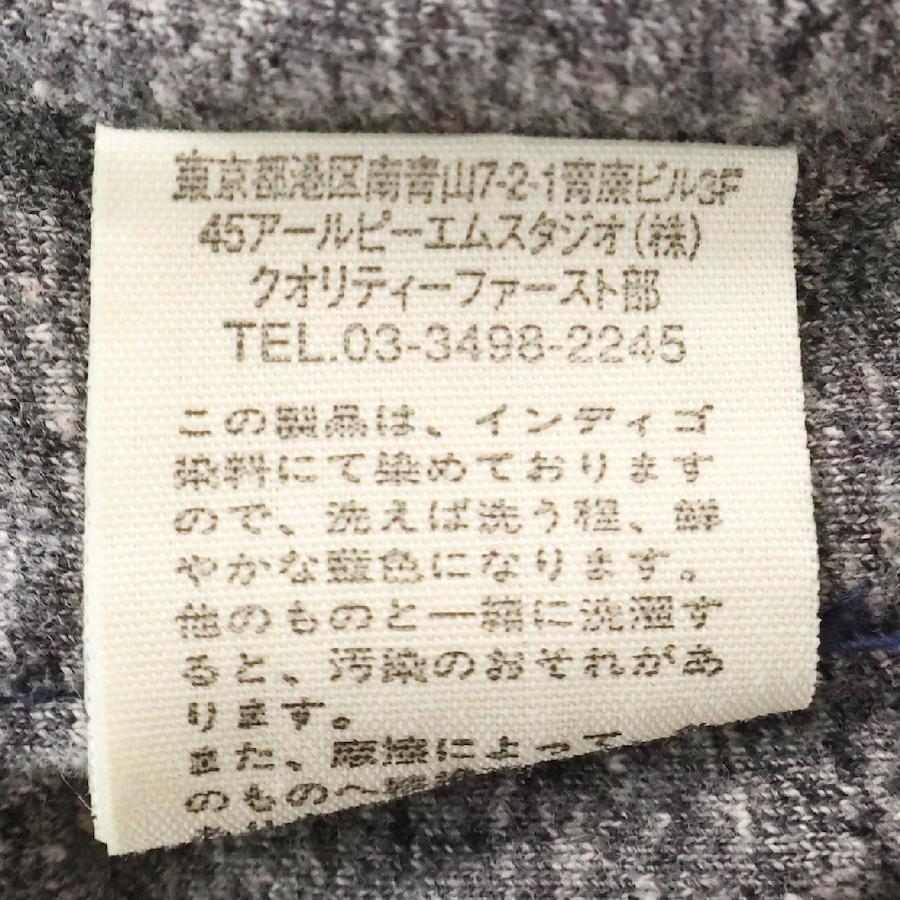 東京都港区南青山7-2-1青康ビル3F
45アールピーエムスタジオ(株)
クオリティーファースト部
TEL.03-3498-2245
この製品は、インディゴ
染料にて染めております
ので、洗えば洗う程、鮮
やかな藍色になります。
他のものと一緒に洗濯す
ると、汚染のおそれがあ
ります。
また、摩擦によって
のものへ